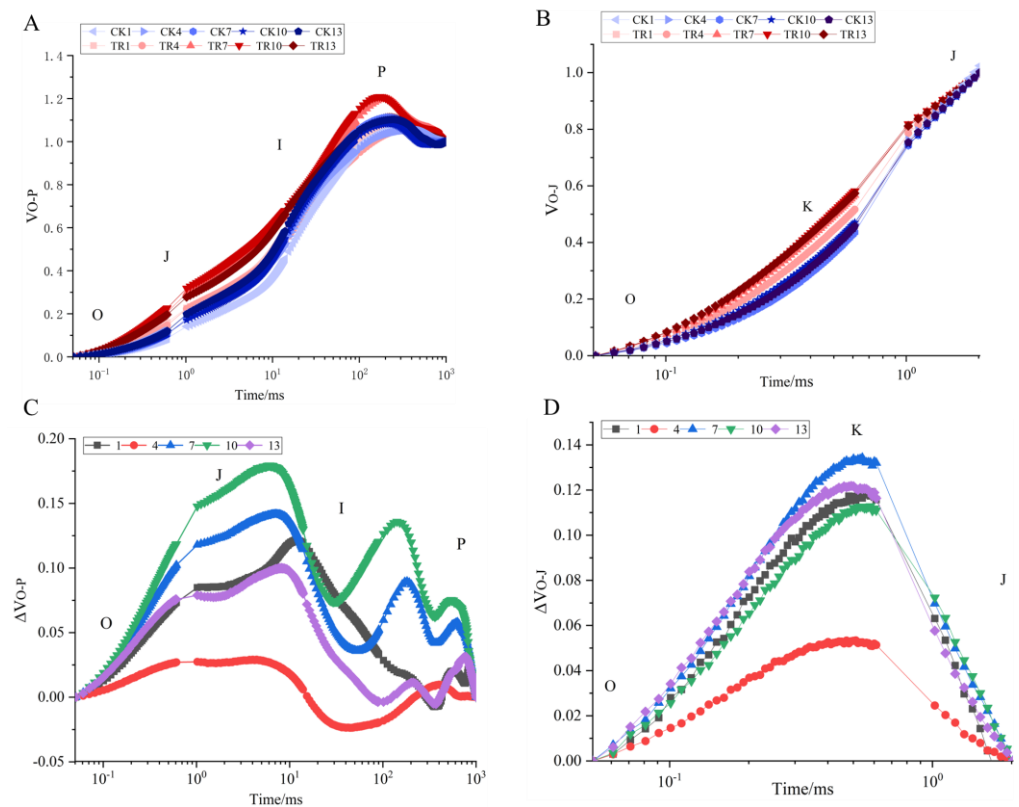 A
CK1 CK4 CK7 CK10 CK13
TR1 TR4 TR7 TR10 TR13
1.4
1.2
1.0
0.8
0.6
0.4
0.2
0.0
V_O-P
O
J
I
P
10⁻¹ 10⁰ 10¹ 10² 10³
Time/ms
B
CK1 CK4 CK7 CK10 CK13
TR1 TR4 TR7 TR10 TR13
1.0
0.8
0.6
0.4
0.2
0.0
V_O-J
O
K
J
10⁻¹ 10⁰
Time/ms
C
1 4 7 10 13
0.20
0.15
0.10
0.05
0.00
-0.05
ΔV_O-P
O
J
I
P
10⁻¹ 10⁰ 10¹ 10² 10³
Time/ms
D
1 4 7 10 13
0.14
0.12
0.10
0.08
0.06
0.04
0.02
0.00
ΔV_O-J
O
K
J
10⁻¹ 10⁰
Time/ms